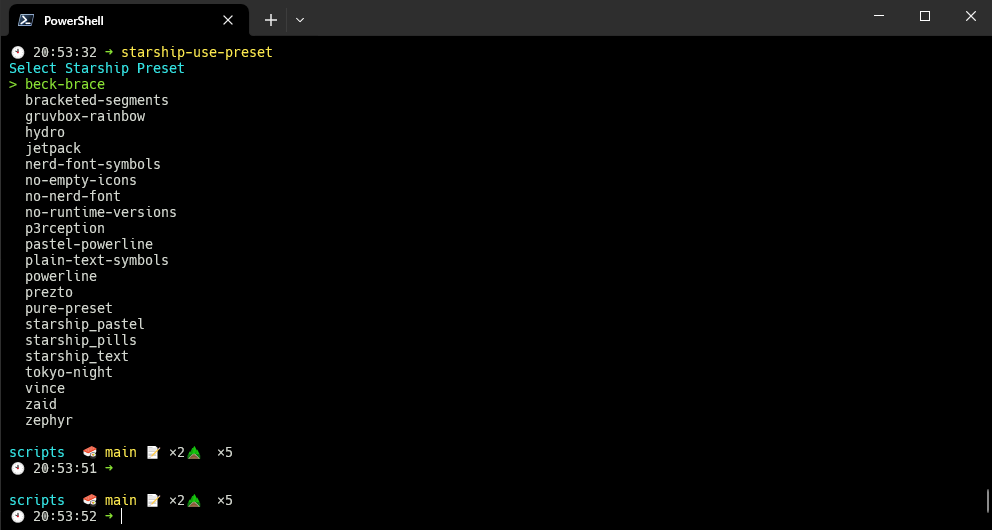 PowerShell
20:53:32 → starship-use-preset
Select Starship Preset
> beck-brace
bracketed-segments
gruvbox-rainbow
hydro
jetpack
nerd-font-symbols
no-empty-icons
no-nerd-font
no-runtime-versions
p3rception
pastel-powerline
plain-text-symbols
powerline
prezto
pure-preset
starship_pastel
starship_pills
starship_text
tokyo-night
vince
zaid
zephyr
scripts 🍣 main 📝 ×2🌲 ×5
20:53:51 →
scripts 🍣 main 📝 ×2🌲 ×5
20:53:52 →